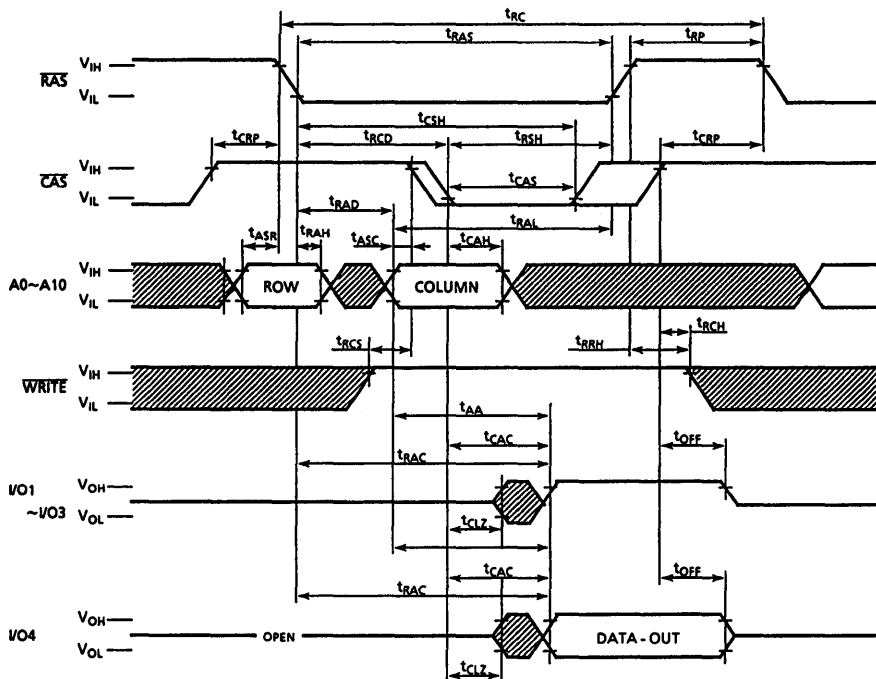 tRC
tRAS tRP
RAS VIH
VIL
tCSH
tCRP tRCD tRSH tCRP
CAS VIH
VIL
tCAS
tRAD
tRAL
tASR tRAH tASC tCAH
A0~A10 VIH
VIL
ROW COLUMN
tRCH
tRCS tRRH
WRITE VIH
VIL
tAA
tCAC tOFF
tRAC
I/O1
~I/O3
VOH
VOL
tCLZ
tCAC tOFF
tRAC
I/O4 VOH
VOL
OPEN DATA-OUT
tCLZ